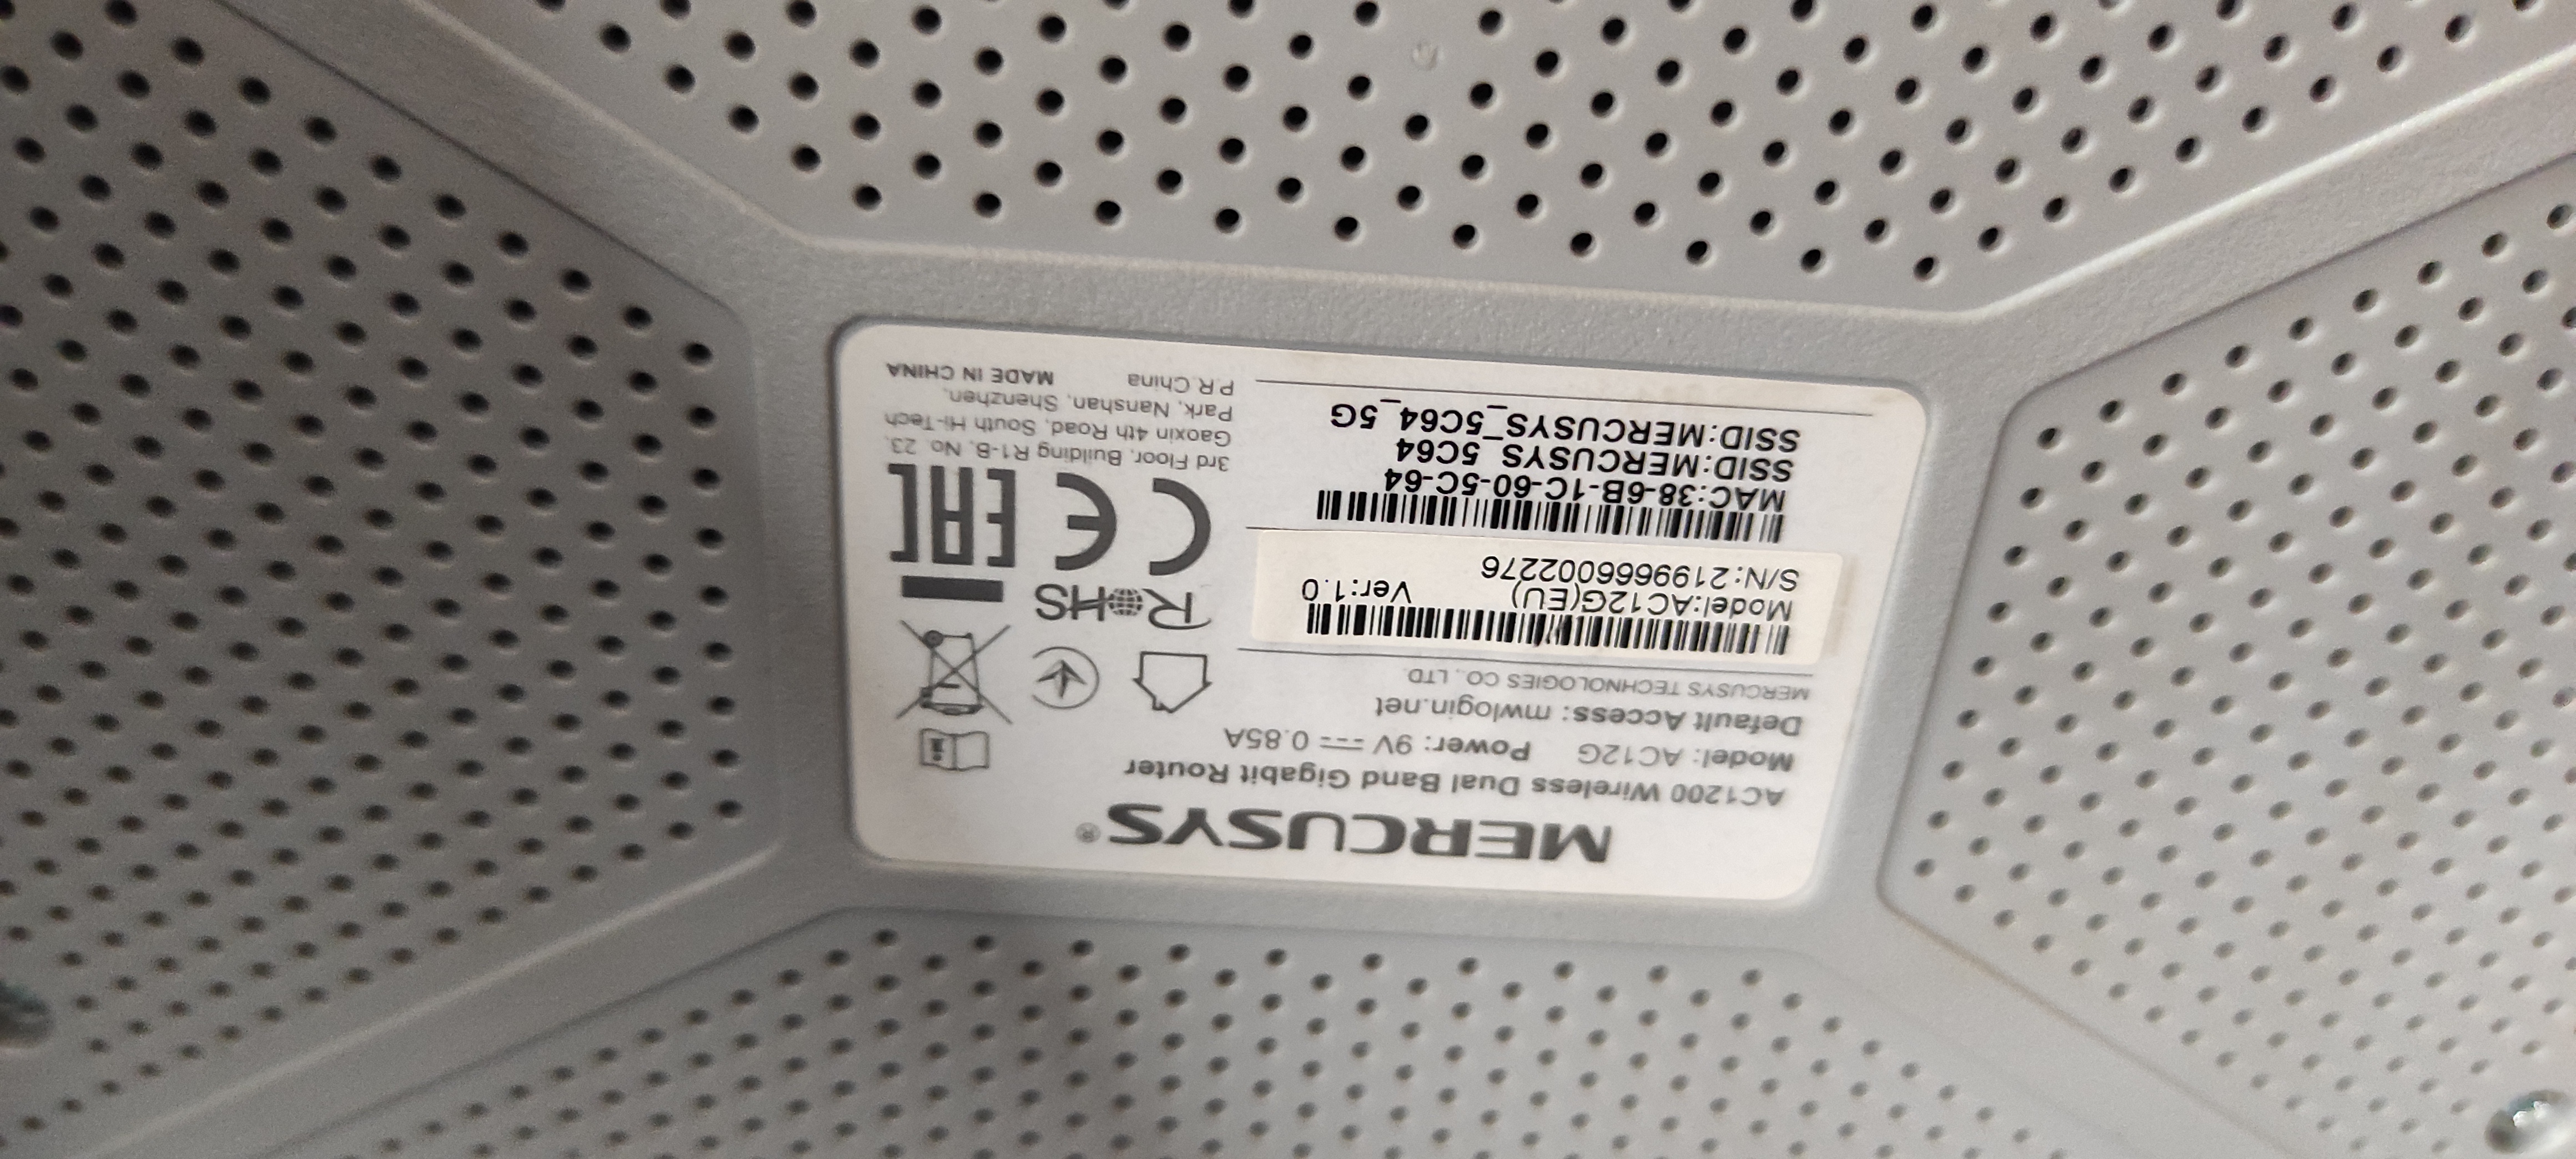 MERCUSYS®
AC1200 Wireless Dual Band Gigabit Router
Model: AC12G Power: 9V 0.85A
Default Access: mwlogin.net
MERCUSYS TECHNOLOGIES CO., LTD.
Model:AC12G(EU) Ver:1.0
S/N:2199666002276
MAC:38-6B-1C-60-5C-64
SSID:MERCUSYS_5C64
SSID:MERCUSYS_5C64_5G
RoHS
CE EAC
3rd Floor, Building R1-B, No. 23,
Gaoxin 4th Road, South Hi-Tech
Park, Nanshan, Shenzhen,
P.R.China MADE IN CHINA